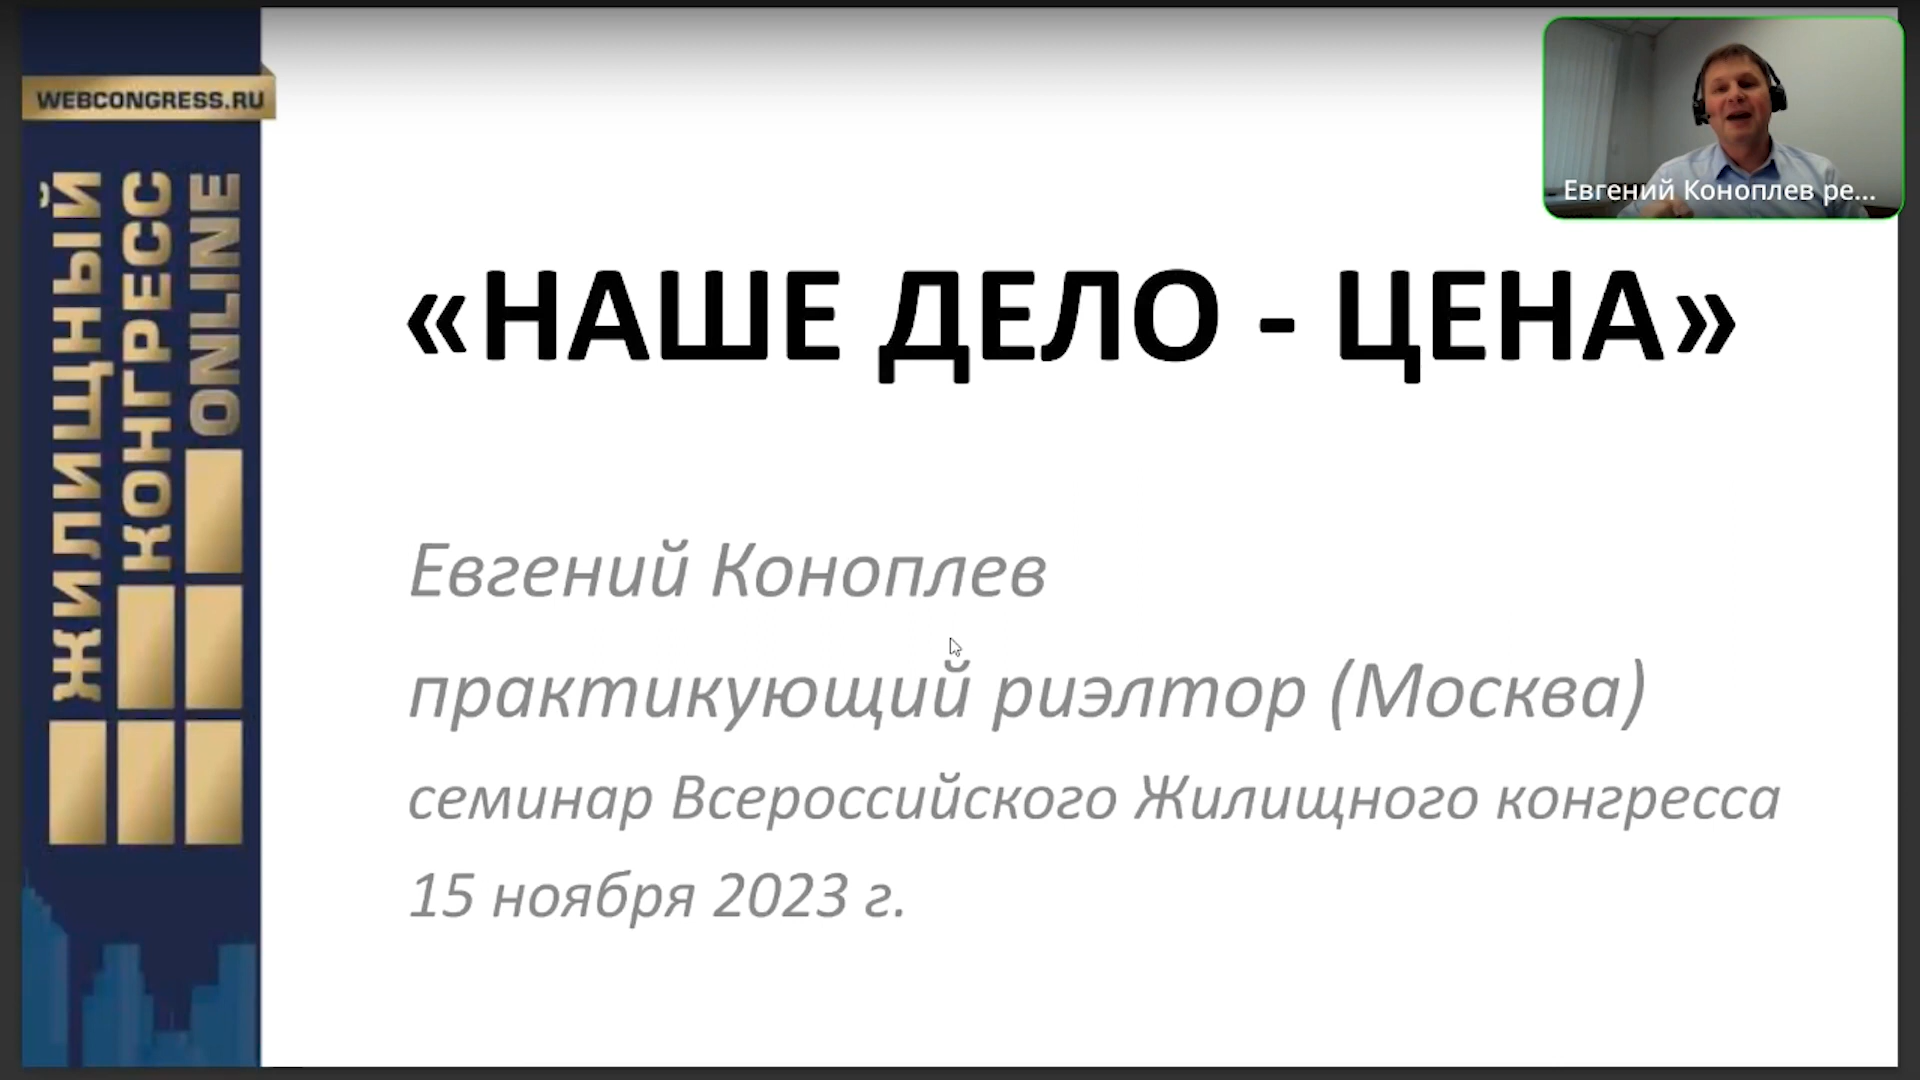 WEBCONGRESS.RU
ЖИЛИЩНЫЙ
КОНГРЕСС
ONLINE
Евгений Коноплев ре...
«НАШЕ ДЕЛО - ЦЕНА»
Евгений Коноплев
практикующий риэлтор (Москва)
семинар Всероссийского Жилищного конгресса
15 ноября 2023 г.